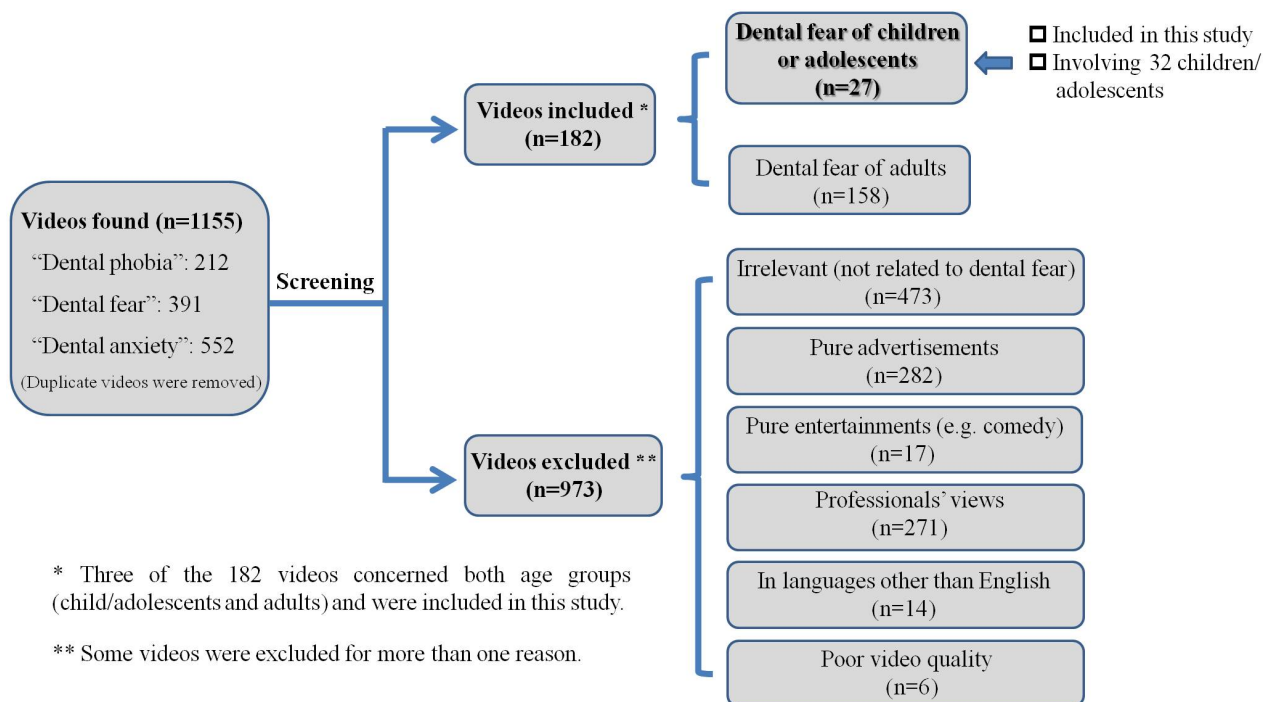 Videos found (n=1155)
“Dental phobia”: 212
“Dental fear”: 391
“Dental anxiety”: 552
(Duplicate videos were removed)
Screening
Videos included *
(n=182)
Dental fear of children
or adolescents
(n=27)
Included in this study
Involving 32 children/
adolescents
Dental fear of adults
(n=158)
Videos excluded **
(n=973)
Irrelevant (not related to dental fear)
(n=473)
Pure advertisements
(n=282)
Pure entertainments (e.g. comedy)
(n=17)
Professionals’ views
(n=271)
In languages other than English
(n=14)
Poor video quality
(n=6)
* Three of the 182 videos concerned both age groups
(child/adolescents and adults) and were included in this study.
** Some videos were excluded for more than one reason.